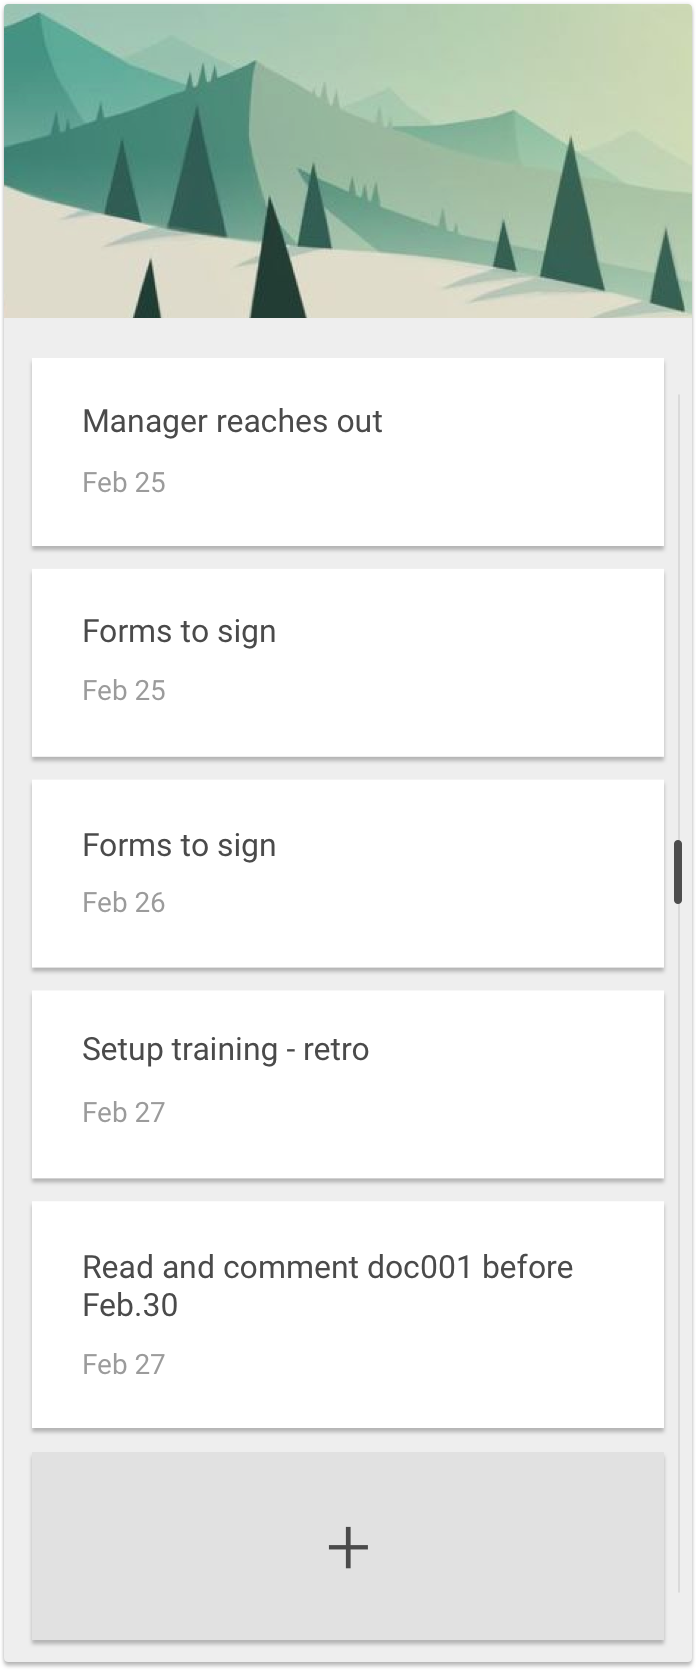 Manager reaches out
Feb 25
Forms to sign
Feb 25
Forms to sign
Feb 26
Setup training - retro
Feb 27
Read and comment doc001 before
Feb.30
Feb 27